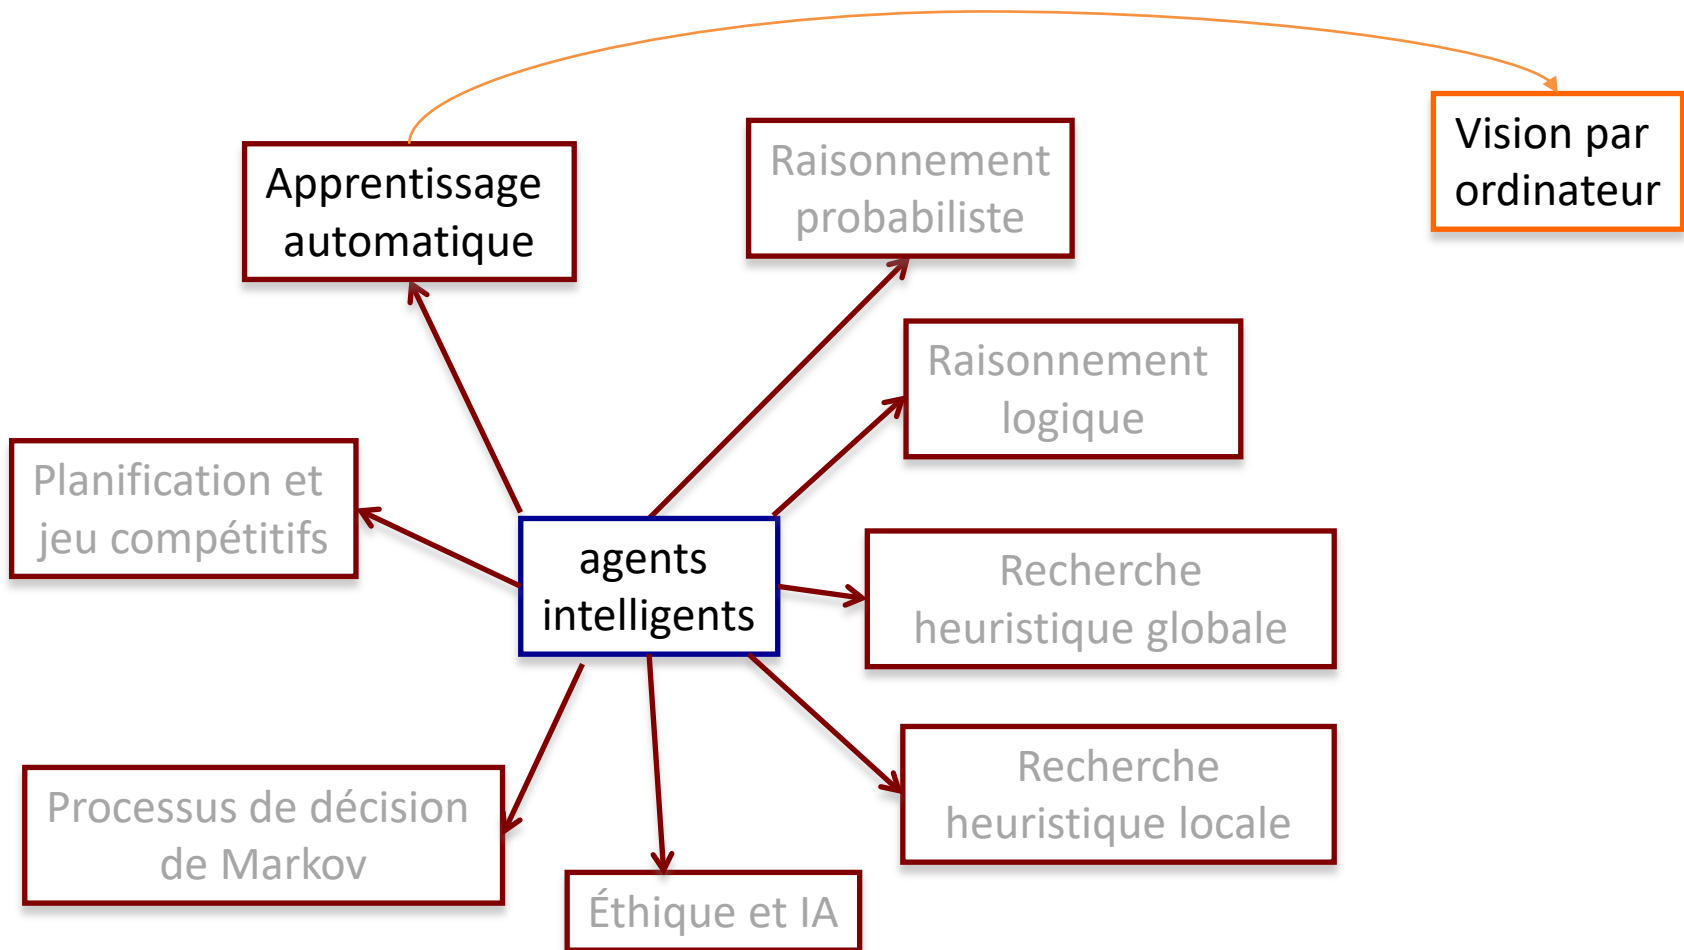 Apprentissage
automatique
Raisonnement
probabiliste
Vision par
ordinateur
Raisonnement
logique
Planification et
jeu compétitifs
agents
intelligents
Recherche
heuristique globale
Recherche
heuristique locale
Processus de décision
de Markov
Éthique et IA